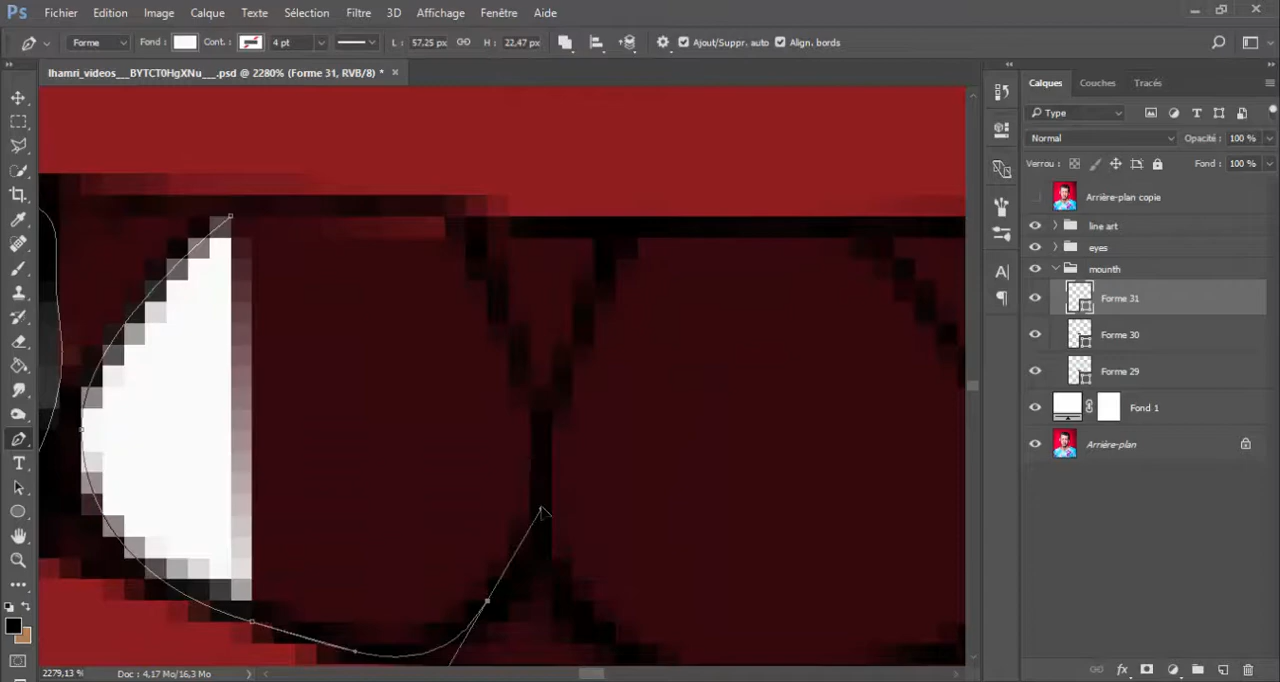 Ps Fichier Edition Image Calque Texte Sélection Filtre 3D Affichage Fenêtre Aide
Forme Fond : Cont. : 4 pt L : 57,25 px H : 22,47 px Ajout/Suppr. auto Align. bords
lhamri_videos___BYTCT0HgXNu___.psd @ 2280% (Forme 31, RVB/8) * ×
Calques Couches Tracés
Type
Normal Opacité : 100 %
Verrou : Fond : 100 %
Arrière-plan copie
line art
eyes
mounth
Forme 31
Forme 30
Forme 29
Fond 1
Arrière-plan
2279,13 % Doc : 4,17 Mo/16,3 Mo